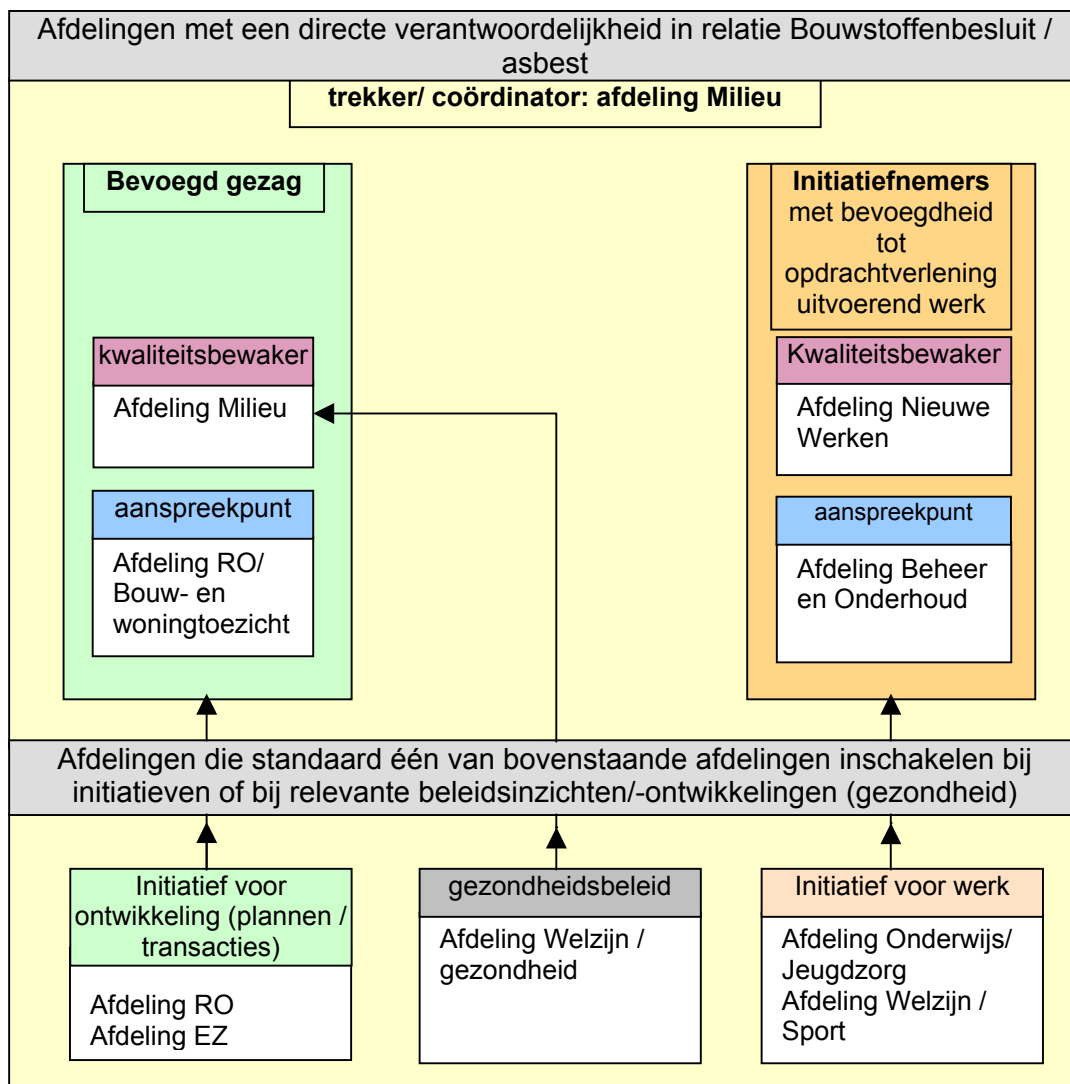 Afdelingen met een directe verantwoordelijkheid in relatie Bouwstoffenbesluit /
asbest
trekker/ coördinator: afdeling Milieu
Bevoegd gezag
kwaliteitsbewaker
Afdeling Milieu
aanspreekpunt
Afdeling RO/
Bouw- en
woningtoezicht
Initiatiefnemers
met bevoegdheid
tot
opdrachtverlening
uitvoerend werk
Kwaliteitsbewaker
Afdeling Nieuwe
Werken
aanspreekpunt
Afdeling Beheer
en Onderhoud
Afdelingen die standaard één van bovenstaande afdelingen inschakelen bij
initiatieven of bij relevante beleidsinzichten/-ontwikkelingen (gezondheid)
Initiatief voor
ontwikkeling (plannen /
transacties)
Afdeling RO
Afdeling EZ
gezondheidsbeleid
Afdeling Welzijn /
gezondheid
Initiatief voor werk
Afdeling Onderwijs/
Jeugdzorg
Afdeling Welzijn /
Sport